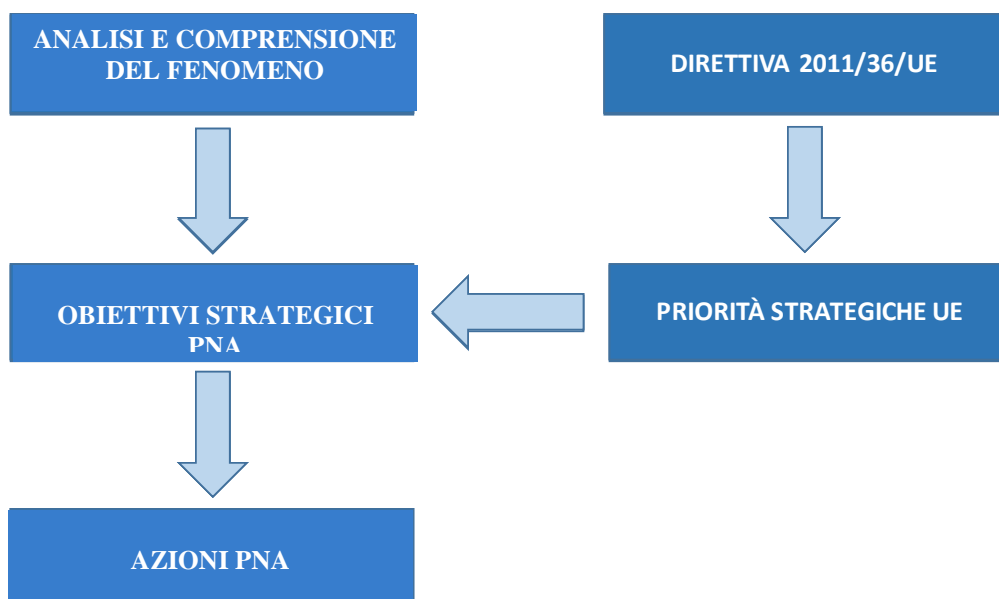 ANALISI E COMPRENSIONE
DEL FENOMENO
DIRETTIVA 2011/36/UE
OBIETTIVI STRATEGICI
PNA
PRIORITÀ STRATEGICHE UE
AZIONI PNA